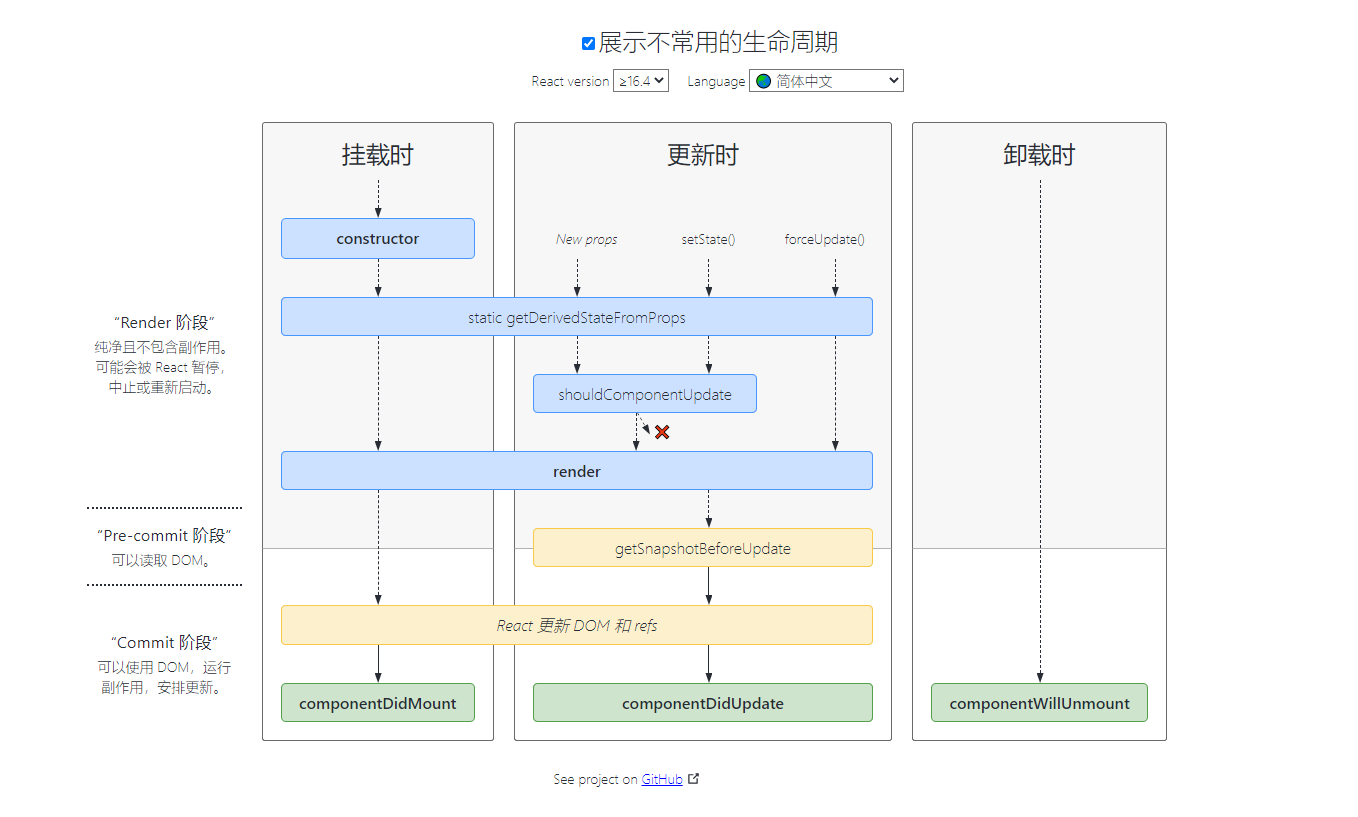 展示不常用的生命周期
React version ≥16.4 Language 简体中文
挂载时
更新时
卸载时
constructor
New props
setState()
forceUpdate()
static getDerivedStateFromProps
“Render 阶段”
纯净且不包含副作用。
可能会被 React 暂停，
中止或重新启动。
shouldComponentUpdate
render
“Pre-commit 阶段”
可以读取 DOM。
getSnapshotBeforeUpdate
React 更新 DOM 和 refs
“Commit 阶段”
可以使用 DOM，运行
副作用，安排更新。
componentDidMount
componentDidUpdate
componentWillUnmount
See project on GitHub